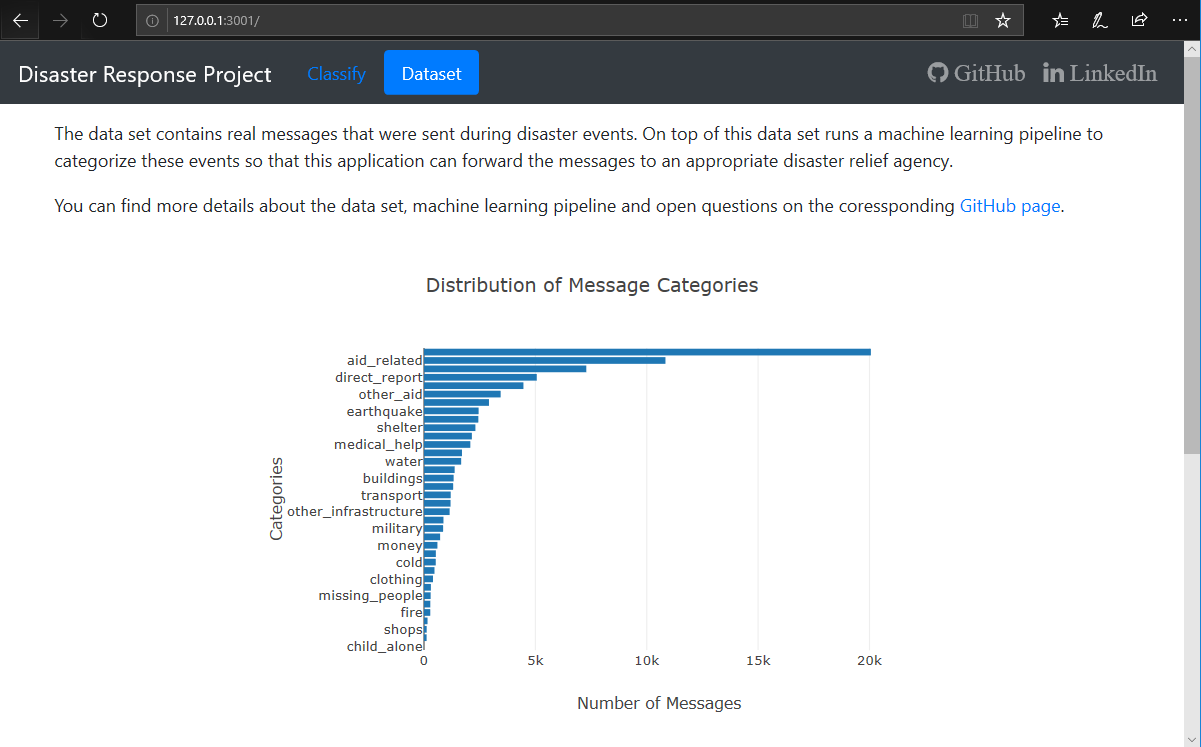 127.0.0.1:3001/
Disaster Response Project Classify Dataset GitHub LinkedIn
The data set contains real messages that were sent during disaster events. On top of this data set runs a machine learning pipeline to
categorize these events so that this application can forward the messages to an appropriate disaster relief agency.
You can find more details about the data set, machine learning pipeline and open questions on the coressponding GitHub page.
Distribution of Message Categories
aid_related
direct_report
other_aid
earthquake
shelter
medical_help
water
buildings
transport
other_infrastructure
military
money
cold
clothing
missing_people
fire
shops
child_alone
Categories
0 5k 10k 15k 20k
Number of Messages